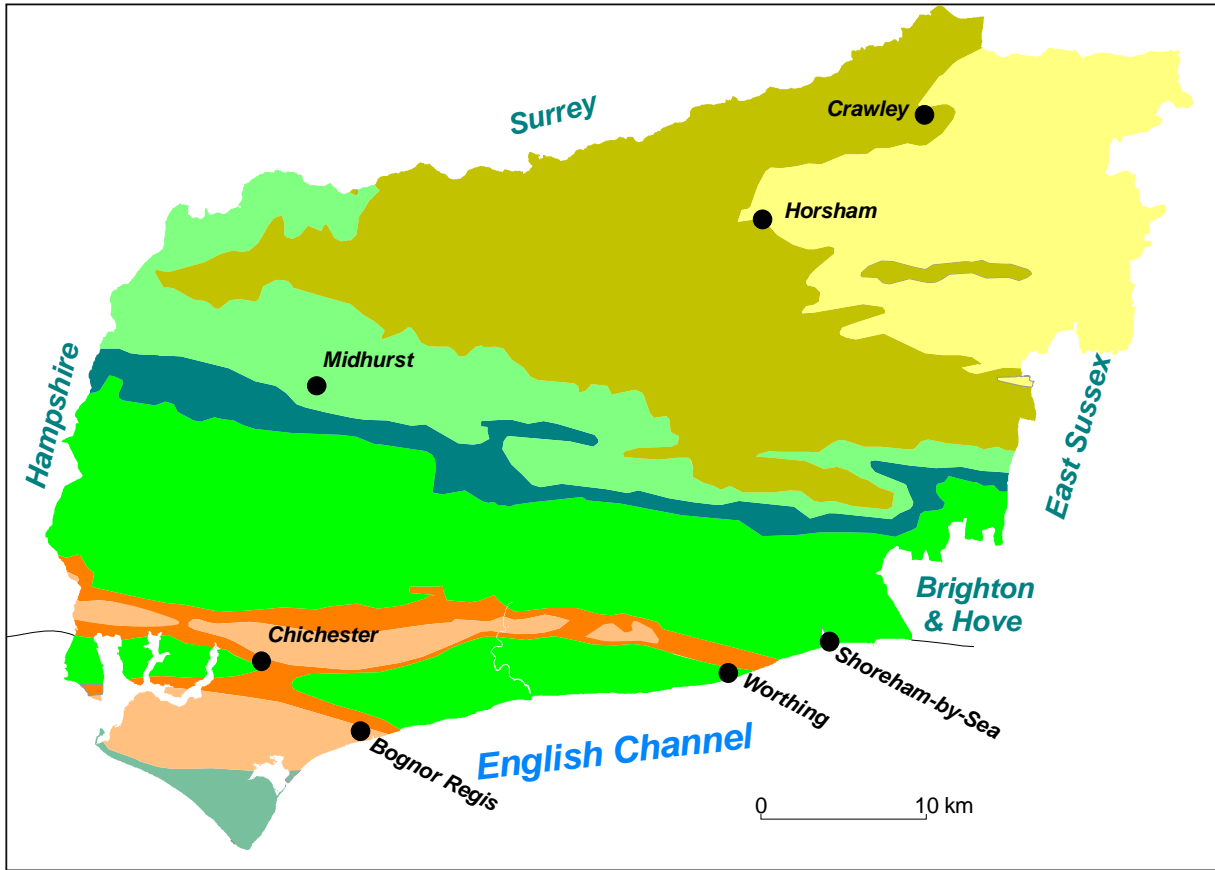 Surrey
Crawley
Horsham
Hampshire
Midhurst
East Sussex
Brighton
& Hove
Chichester
Shoreham-by-Sea
Worthing
English Channel
Bognor Regis
0 10 km